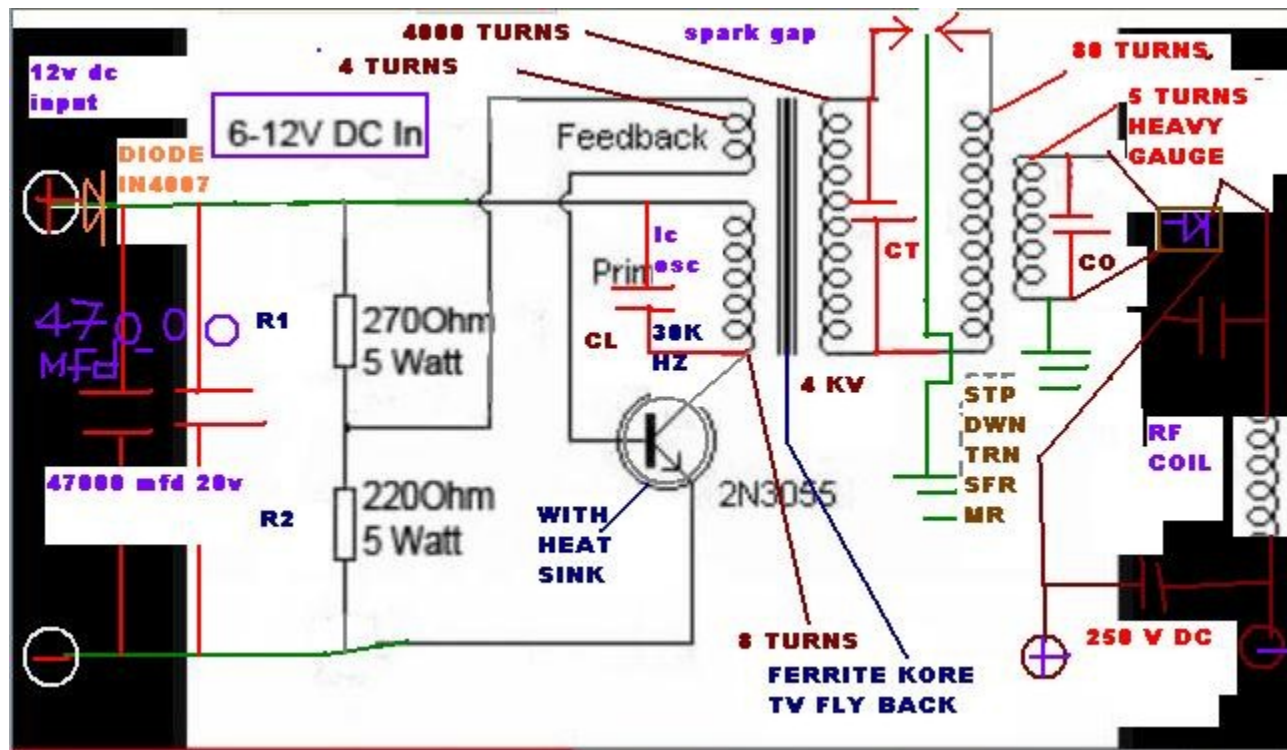 4000 TURNS
spark gap
4 TURNS
80 TURNS
12v dc
input
5 TURNS
HEAVY
GAUGE
6-12V DC In
Feedback
DIODE
IN4007
Ic
osc
Prim
CT
CO
47000
MFd
R1
270Ohm
5 Watt
CL
30K
HZ
4 KV
STP
DWN
TRN
SFR
MR
RF
COIL
47000 mfd 20v
R2
220Ohm
5 Watt
2N3055
WITH
HEAT
SINK
8 TURNS
250 V DC
FERRITE KORE
TV FLY BACK